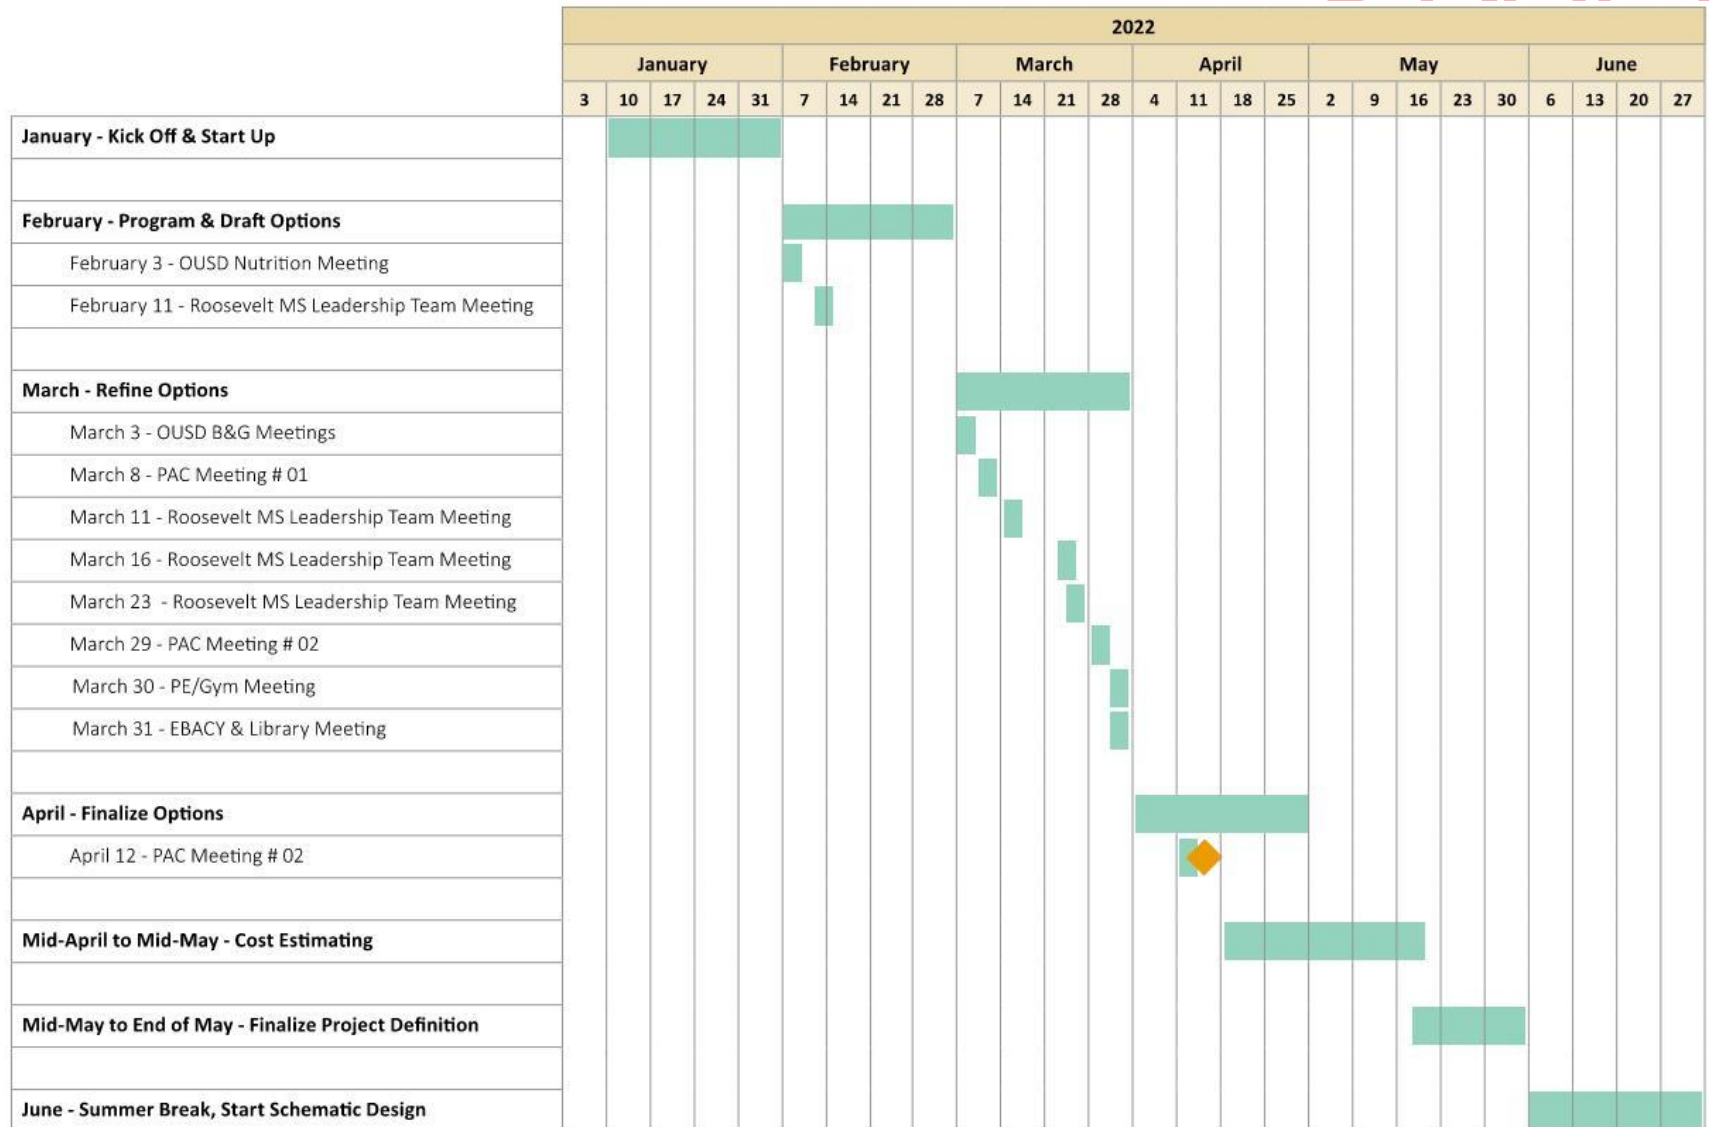 2022
January February March April May June
3 10 17 24 31 7 14 21 28 7 14 21 28 4 11 18 25 2 9 16 23 30 6 13 20 27
January - Kick Off & Start Up
February - Program & Draft Options
February 3 - OUSD Nutrition Meeting
February 11 - Roosevelt MS Leadership Team Meeting
March - Refine Options
March 3 - OUSD B&G Meetings
March 8 - PAC Meeting # 01
March 11 - Roosevelt MS Leadership Team Meeting
March 16 - Roosevelt MS Leadership Team Meeting
March 23 - Roosevelt MS Leadership Team Meeting
March 29 - PAC Meeting # 02
March 30 - PE/Gym Meeting
March 31 - EBACY & Library Meeting
April - Finalize Options
April 12 - PAC Meeting # 02
Mid-April to Mid-May - Cost Estimating
Mid-May to End of May - Finalize Project Definition
June - Summer Break, Start Schematic Design